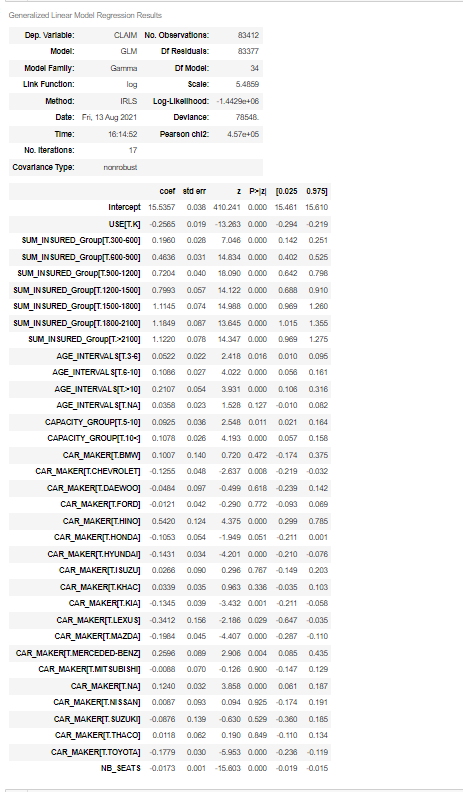 Generalized Linear Model Regression Results
Dep. Variable: CLAIM No. Observations: 83412
Model: GLM Df Residuals: 83377
Model Family: Gamma Df Model: 34
Link Function: log Scale: 5.4859
Method: IRLS Log-Likelihood: -1.4429e+06
Date: Fri, 13 Aug 2021 Deviance: 78548.
Time: 16:14:52 Pearson chi2: 4.57e+05
No. Iterations: 17
Covariance Type: nonrobust
coef std err z P>|z| [0.025 0.975]
Intercept 15.5357 0.038 410.241 0.000 15.461 15.610
USE[T.K] -0.2565 0.019 -13.263 0.000 -0.294 -0.219
SUM_INSURED_Group[T.300-600] 0.1960 0.028 7.046 0.000 0.142 0.251
SUM_INSURED_Group[T.600-900] 0.4636 0.031 14.834 0.000 0.402 0.525
SUM_INSURED_Group[T.900-1200] 0.7204 0.040 18.090 0.000 0.642 0.798
SUM_INSURED_Group[T.1200-1500] 0.7993 0.057 14.122 0.000 0.688 0.910
SUM_INSURED_Group[T.1500-1800] 1.1145 0.074 14.988 0.000 0.969 1.260
SUM_INSURED_Group[T.1800-2100] 1.1849 0.087 13.645 0.000 1.015 1.355
SUM_INSURED_Group[T.>2100] 1.1220 0.078 14.347 0.000 0.969 1.275
AGE_INTERVALS[T.3-6] 0.0522 0.022 2.418 0.016 0.010 0.095
AGE_INTERVALS[T.6-10] 0.1086 0.027 4.022 0.000 0.056 0.161
AGE_INTERVALS[T.>10] 0.2107 0.054 3.931 0.000 0.106 0.316
AGE_INTERVALS[T.NA] 0.0358 0.023 1.528 0.127 -0.010 0.082
CAPACITY_GROUP[T.5-10] 0.0925 0.036 2.548 0.011 0.021 0.164
CAPACITY_GROUP[T.10<] 0.1078 0.026 4.193 0.000 0.057 0.158
CAR_MAKER[T.BMW] 0.1007 0.140 0.720 0.472 -0.174 0.375
CAR_MAKER[T.CHEVROLET] -0.1255 0.048 -2.637 0.008 -0.219 -0.032
CAR_MAKER[T.DAEWOO] -0.0484 0.097 -0.499 0.618 -0.239 0.142
CAR_MAKER[T.FORD] -0.0121 0.042 -0.290 0.772 -0.093 0.069
CAR_MAKER[T.HINO] 0.5420 0.124 4.375 0.000 0.299 0.785
CAR_MAKER[T.HONDA] -0.1053 0.054 -1.949 0.051 -0.211 0.001
CAR_MAKER[T.HYUNDAI] -0.1431 0.034 -4.201 0.000 -0.210 -0.076
CAR_MAKER[T.ISUZU] 0.0266 0.090 0.296 0.767 -0.149 0.203
CAR_MAKER[T.KHAC] 0.0339 0.035 0.963 0.336 -0.035 0.103
CAR_MAKER[T.KIA] -0.1345 0.039 -3.432 0.001 -0.211 -0.058
CAR_MAKER[T.LEXUS] -0.3412 0.156 -2.186 0.029 -0.647 -0.035
CAR_MAKER[T.MAZDA] -0.1984 0.045 -4.407 0.000 -0.287 -0.110
CAR_MAKER[T.MERCEDED-BENZ] 0.2596 0.089 2.906 0.004 0.085 0.435
CAR_MAKER[T.MITSUBISHI] -0.0088 0.070 -0.126 0.900 -0.147 0.129
CAR_MAKER[T.NA] 0.1240 0.032 3.858 0.000 0.061 0.187
CAR_MAKER[T.NISSAN] 0.0087 0.093 0.094 0.925 -0.174 0.191
CAR_MAKER[T.SUZUKI] -0.0876 0.139 -0.630 0.529 -0.360 0.185
CAR_MAKER[T.THACO] 0.0118 0.062 0.190 0.849 -0.110 0.134
CAR_MAKER[T.TOYOTA] -0.1779 0.030 -5.953 0.000 -0.236 -0.119
NB_SEATS -0.0173 0.001 -15.603 0.000 -0.019 -0.015